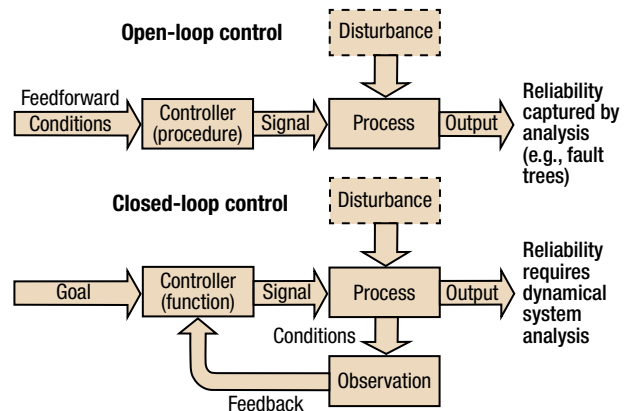 Open-loop control
Disturbance
Feedforward
Conditions
Controller
(procedure)
Signal
Process
Output
Reliability
captured by
analysis
(e.g., fault
trees)
Closed-loop control
Disturbance
Goal
Controller
(function)
Signal
Process
Output
Reliability
requires
dynamical
system
analysis
Conditions
Observation
Feedback